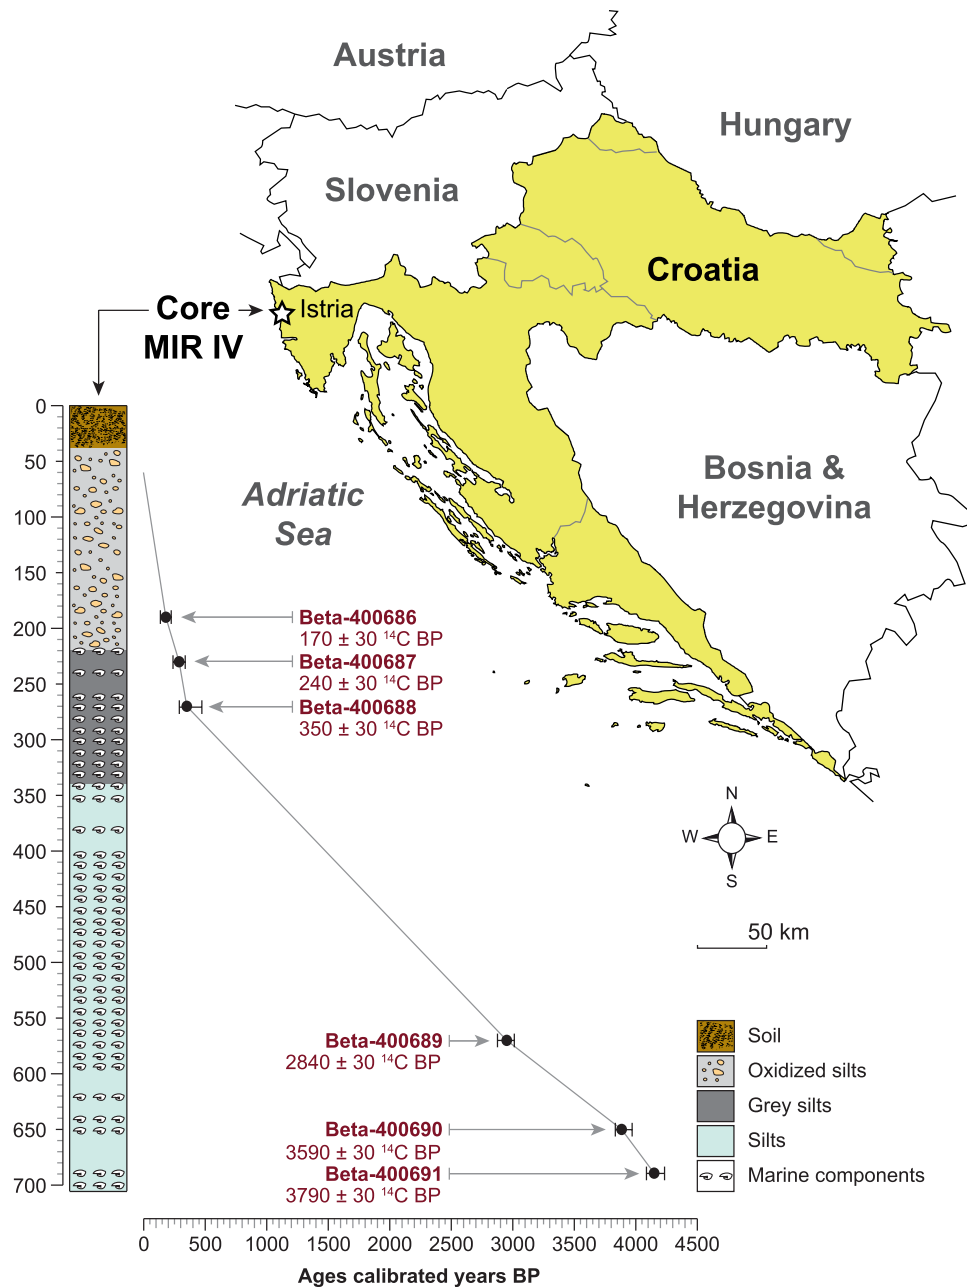 Austria
Hungary
Slovenia
Croatia
Core
MIR IV
Istria
Bosnia &
Herzegovina
Adriatic
Sea
0
50
100
150
200
250
300
350
400
450
500
550
600
650
700
Beta-400686
170 ± 30 ¹⁴C BP
Beta-400687
240 ± 30 ¹⁴C BP
Beta-400688
350 ± 30 ¹⁴C BP
N
W
E
S
50 km
Beta-400689
2840 ± 30 ¹⁴C BP
Beta-400690
3590 ± 30 ¹⁴C BP
Beta-400691
3790 ± 30 ¹⁴C BP
Soil
Oxidized silts
Grey silts
Silts
Marine components
0 500 1000 1500 2000 2500 3000 3500 4000 4500
Ages calibrated years BP